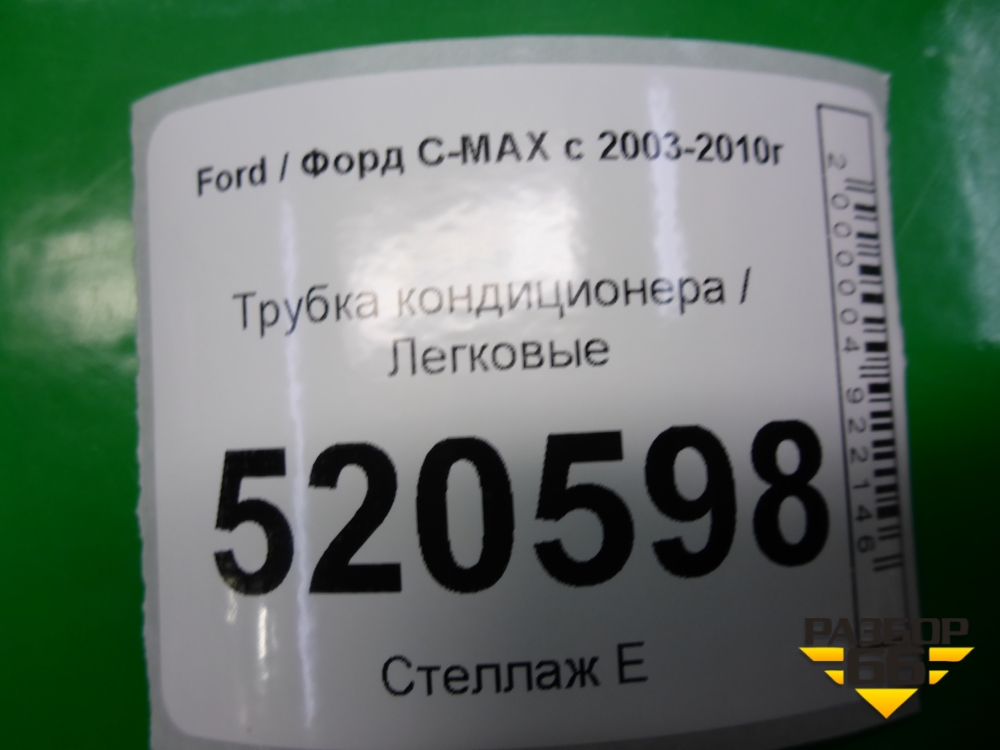 Ford / Форд C-MAX с 2003-2010г
Трубка кондиционера /
Легковые
520598
Стеллаж Е
2000004922146
РАЗБОР
66